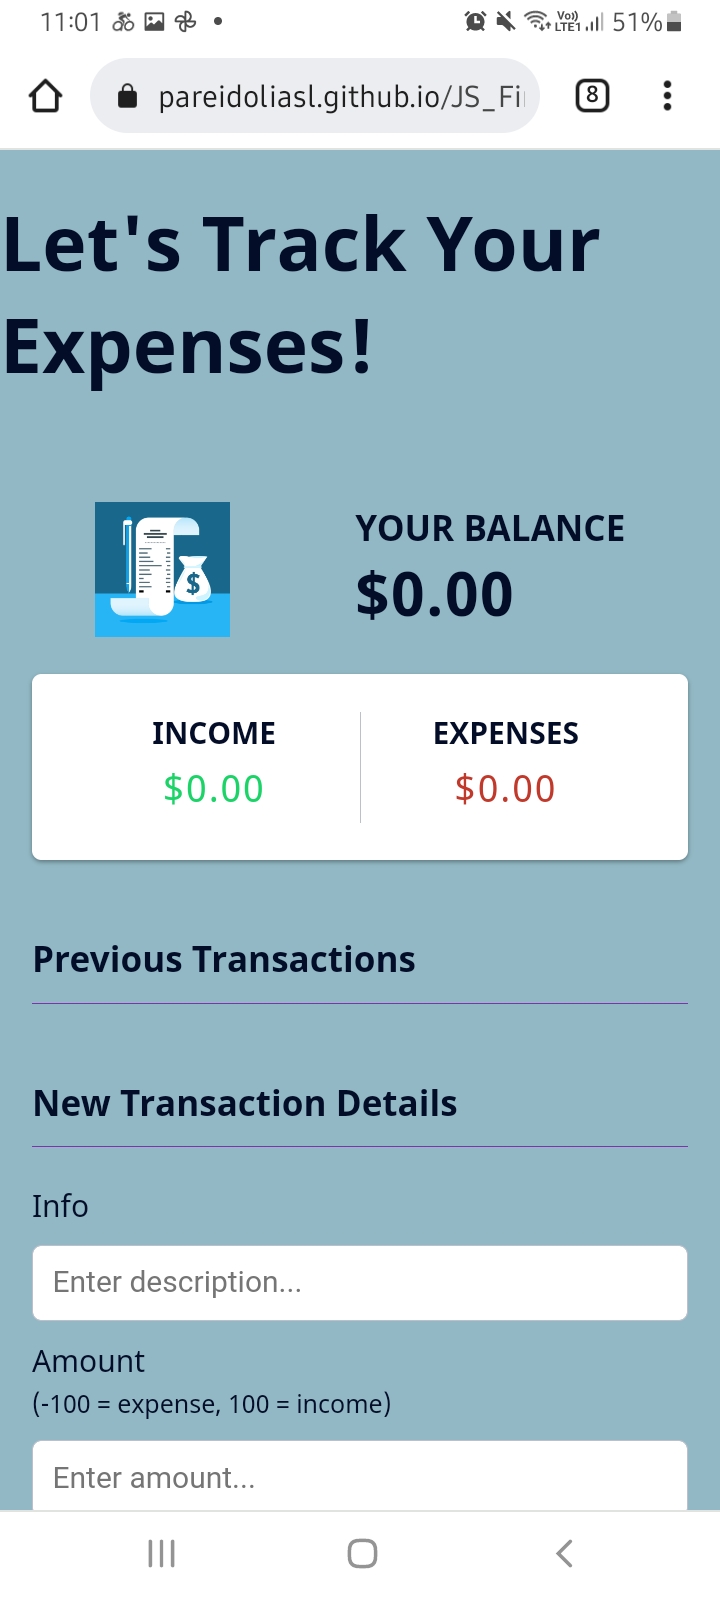 11:01
Vo)) LTE1 51%
pareidoliasl.github.io/JS_Fi
8
Let's Track Your
Expenses!
$
YOUR BALANCE
$0.00
INCOME EXPENSES
$0.00 $0.00
Previous Transactions
New Transaction Details
Info
Enter description...
Amount
(-100 = expense, 100 = income)
Enter amount...